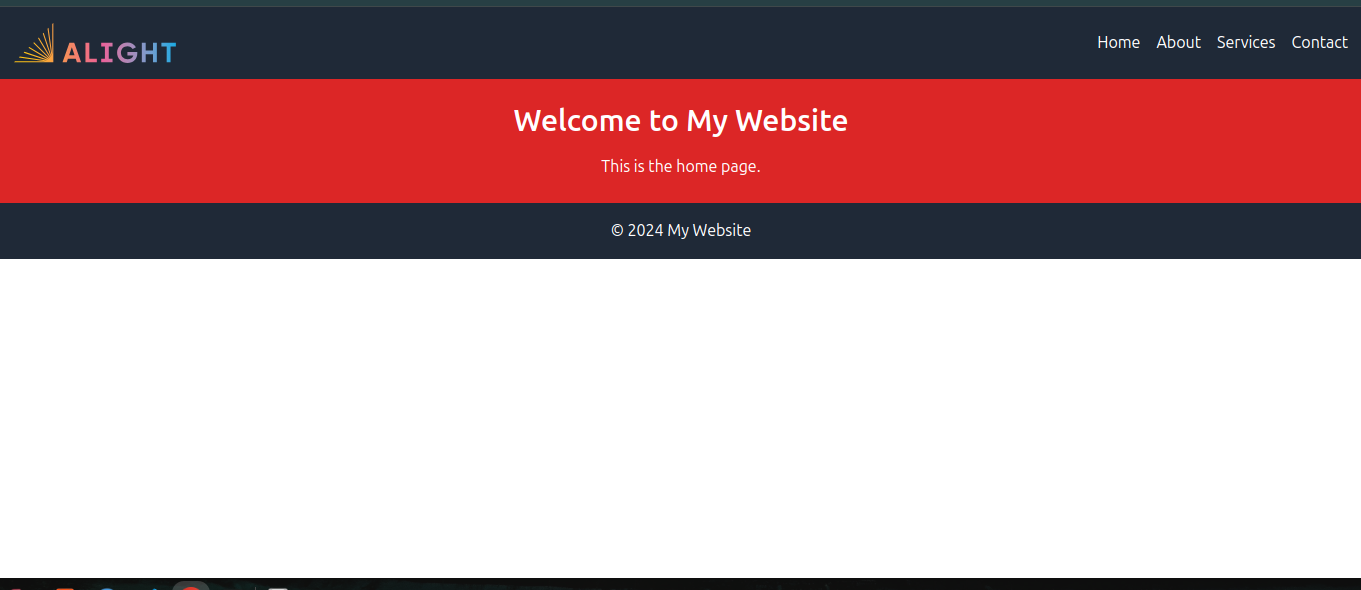 ALIGHT
Home About Services Contact
Welcome to My Website
This is the home page.
© 2024 My Website